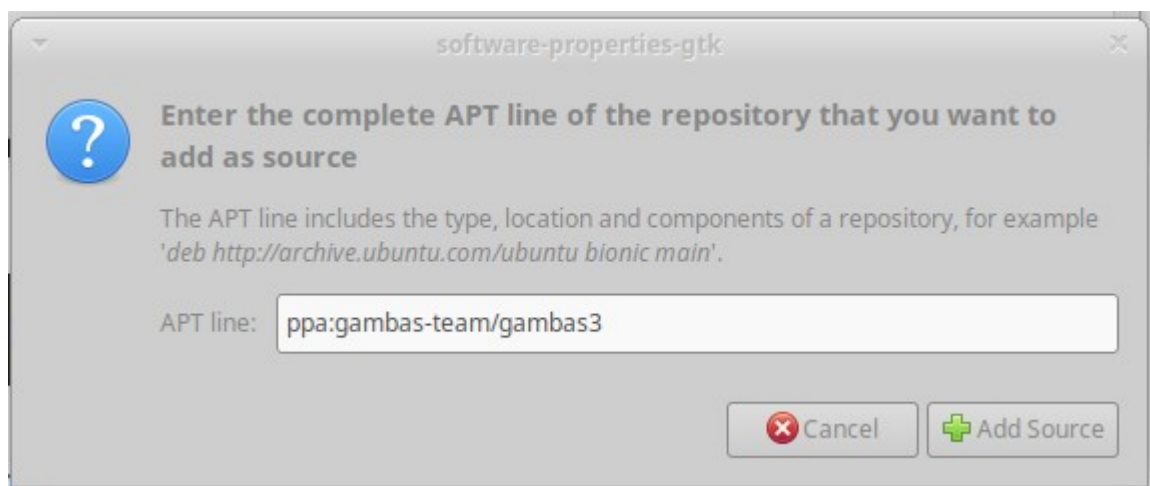 software-properties-gtk
Enter the complete APT line of the repository that you want to
add as source
The APT line includes the type, location and components of a repository, for example
'deb http://archive.ubuntu.com/ubuntu bionic main'.
APT line: ppa:gambas-team/gambas3
Cancel Add Source